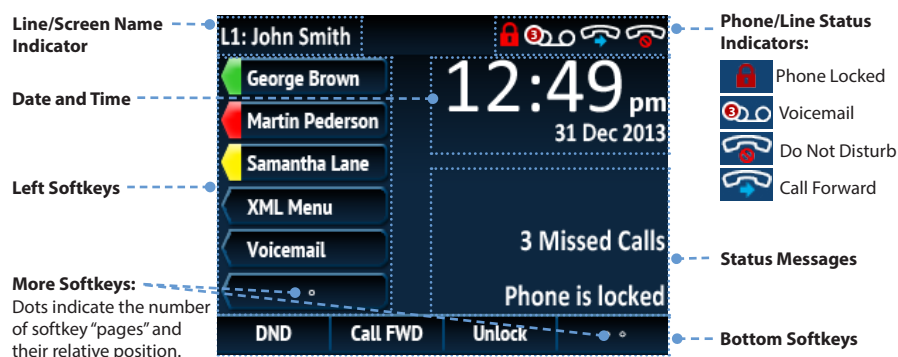 Line/Screen Name
Indicator
Date and Time
Left Softkeys
More Softkeys:
Dots indicate the number
of softkey "pages" and
their relative position.
L1: John Smith
3
George Brown
Martin Pederson
Samantha Lane
XML Menu
Voicemail
12:49 pm
31 Dec 2013
3 Missed Calls
Phone is locked
DND Call FWD Unlock
Phone/Line Status
Indicators:
Phone Locked
3 Voicemail
Do Not Disturb
Call Forward
Status Messages
Bottom Softkeys